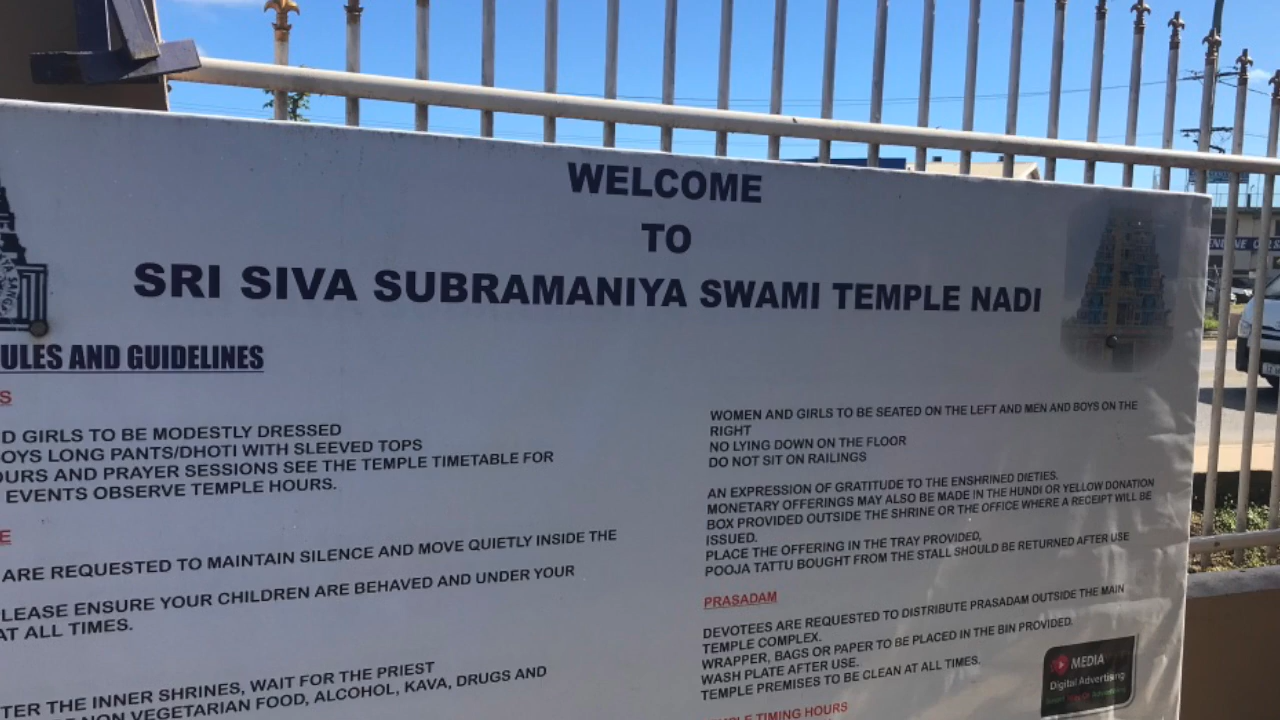 WELCOME
TO
SRI SIVA SUBRAMANIYA SWAMI TEMPLE NADI
ULES AND GUIDELINES
S
D GIRLS TO BE MODESTLY DRESSED
OYS LONG PANTS/DHOTI WITH SLEEVED TOPS
OURS AND PRAYER SESSIONS SEE THE TEMPLE TIMETABLE FOR
EVENTS OBSERVE TEMPLE HOURS.
E
ARE REQUESTED TO MAINTAIN SILENCE AND MOVE QUIETLY INSIDE THE
LEASE ENSURE YOUR CHILDREN ARE BEHAVED AND UNDER YOUR
AT ALL TIMES.
TER THE INNER SHRINES, WAIT FOR THE PRIEST
NON VEGETARIAN FOOD, ALCOHOL, KAVA, DRUGS AND
WOMEN AND GIRLS TO BE SEATED ON THE LEFT AND MEN AND BOYS ON THE
RIGHT
NO LYING DOWN ON THE FLOOR
DO NOT SIT ON RAILINGS
AN EXPRESSION OF GRATITUDE TO THE ENSHRINED DIETIES.
MONETARY OFFERINGS MAY ALSO BE MADE IN THE HUNDI OR YELLOW DONATION
BOX PROVIDED OUTSIDE THE SHRINE OR THE OFFICE WHERE A RECEIPT WILL BE
ISSUED.
PLACE THE OFFERING IN THE TRAY PROVIDED,
POOJA TATTU BOUGHT FROM THE STALL SHOULD BE RETURNED AFTER USE
PRASADAM
DEVOTEES ARE REQUESTED TO DISTRIBUTE PRASADAM OUTSIDE THE MAIN
TEMPLE COMPLEX.
WRAPPER, BAGS OR PAPER TO BE PLACED IN THE BIN PROVIDED.
WASH PLATE AFTER USE.
TEMPLE PREMISES TO BE CLEAN AT ALL TIMES.
PLE TIMING HOURS
MEDIA
Digital Advertising